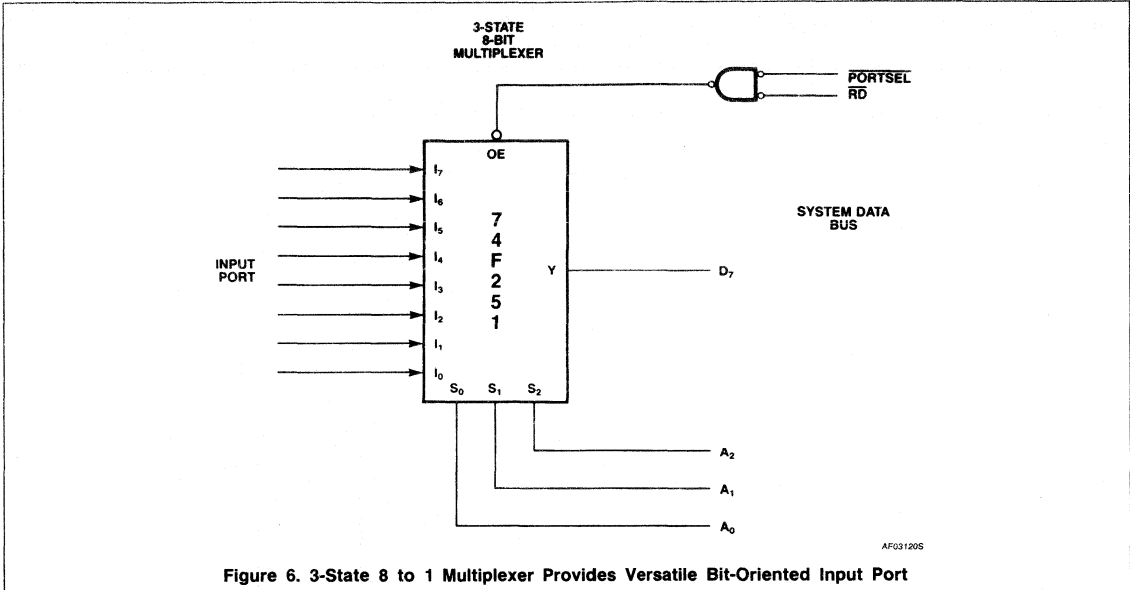 3-STATE
8-BIT
MULTIPLEXER
PORTSEL
RD
OE
I7
I6
I5
I4
I3
I2
I1
I0
INPUT
PORT
7
4
F
2
5
1
Y
D7
SYSTEM DATA
BUS
S0 S1 S2
A2
A1
A0
AF03120S
Figure 6. 3-State 8 to 1 Multiplexer Provides Versatile Bit-Oriented Input Port